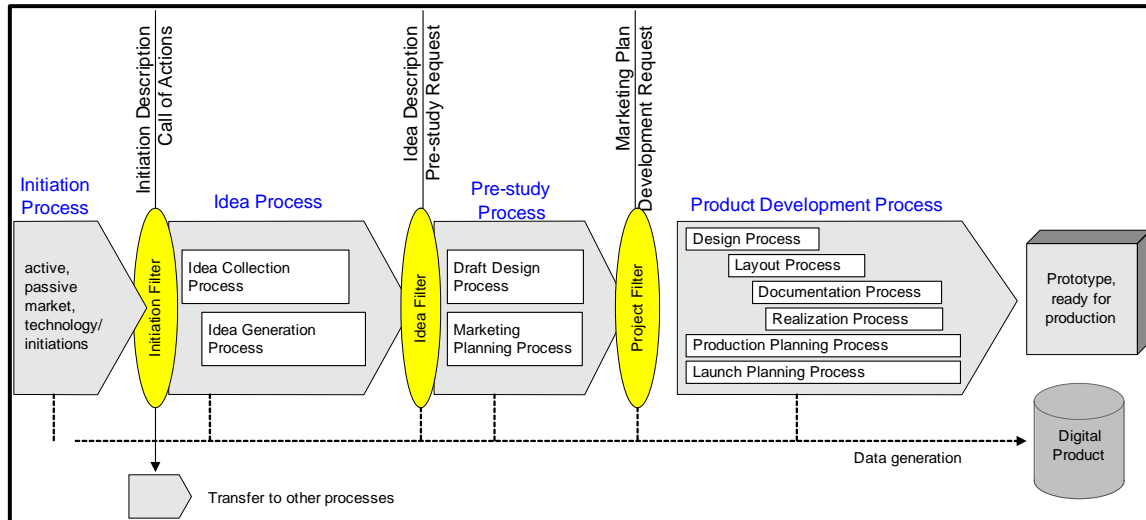 Initiation Description
Call of Actions
Idea Description
Pre-study Request
Marketing Plan
Development Request
Initiation
Process
Idea Process
Pre-study
Process
Product Development Process
active,
passive
market,
technology/
initiations
Initiation Filter
Idea Collection
Process
Idea Generation
Process
Idea Filter
Draft Design
Process
Marketing
Planning Process
Project Filter
Design Process
Layout Process
Documentation Process
Realization Process
Production Planning Process
Launch Planning Process
Prototype,
ready for
production
Data generation
Digital
Product
Transfer to other processes